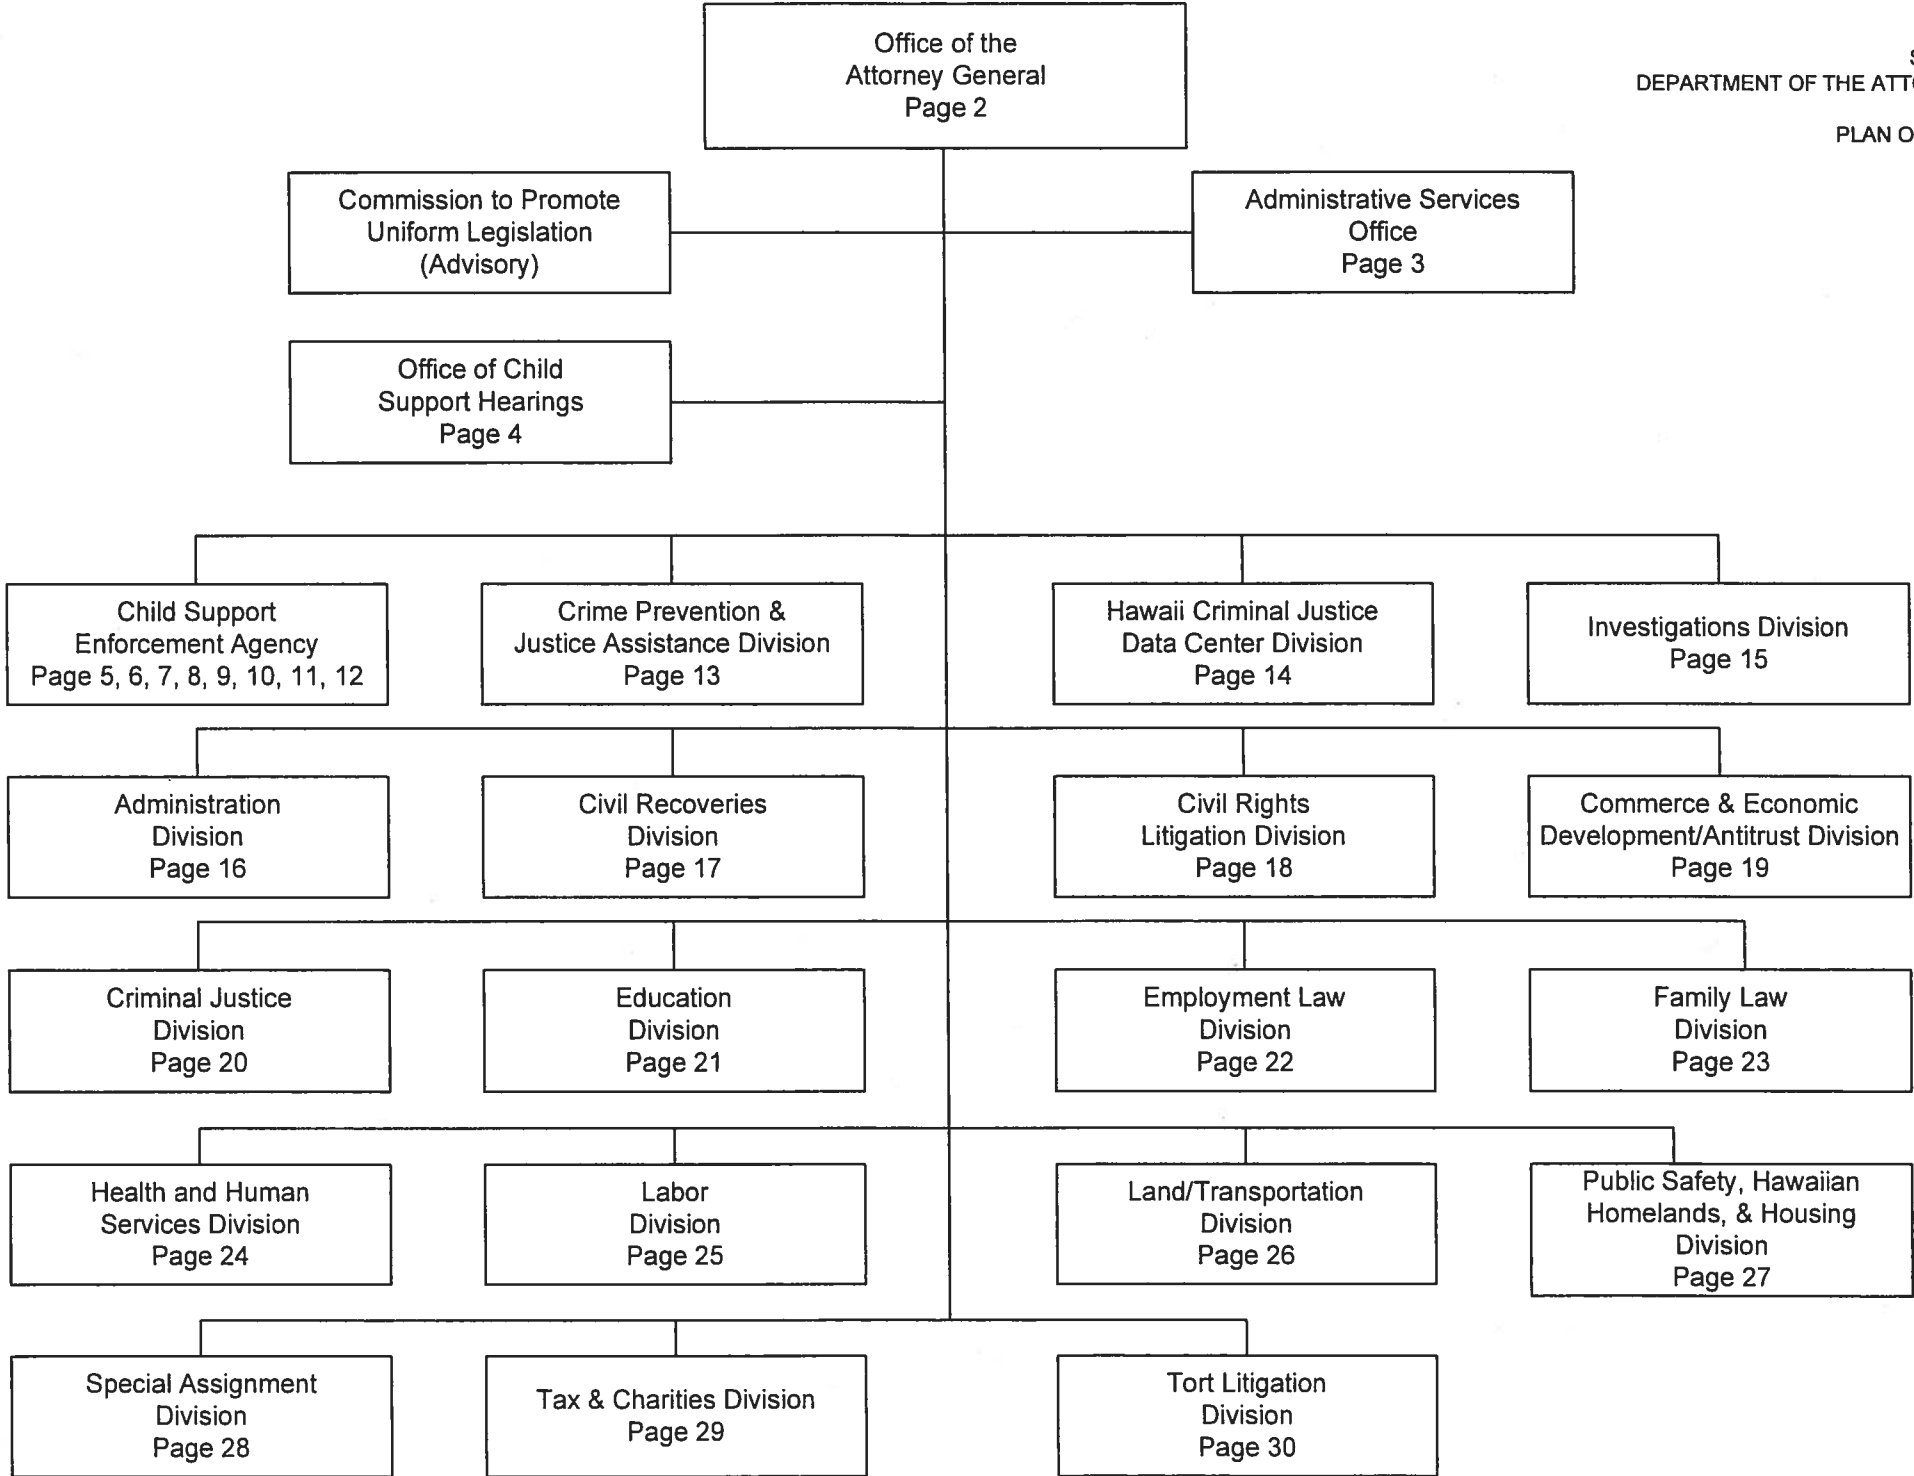 Office of the
Attorney General
Page 2
DEPARTMENT OF THE
PLAN
Commission to Promote
Uniform Legislation
(Advisory)
Administrative Services
Office
Page 3
Office of Child
Support Hearings
Page 4
Child Support
Enforcement Agency
Page 5, 6, 7, 8, 9, 10, 11, 12
Crime Prevention &
Justice Assistance Division
Page 13
Hawaii Criminal Justice
Data Center Division
Page 14
Investigations Division
Page 15
Administration
Division
Page 16
Civil Recoveries
Division
Page 17
Civil Rights
Litigation Division
Page 18
Commerce & Economic
Development/Antitrust Division
Page 19
Criminal Justice
Division
Page 20
Education
Division
Page 21
Employment Law
Division
Page 22
Family Law
Division
Page 23
Health and Human
Services Division
Page 24
Labor
Division
Page 25
Land/Transportation
Division
Page 26
Public Safety, Hawaiian
Homelands, & Housing
Division
Page 27
Special Assignment
Division
Page 28
Tax & Charities Division
Page 29
Tort Litigation
Division
Page 30